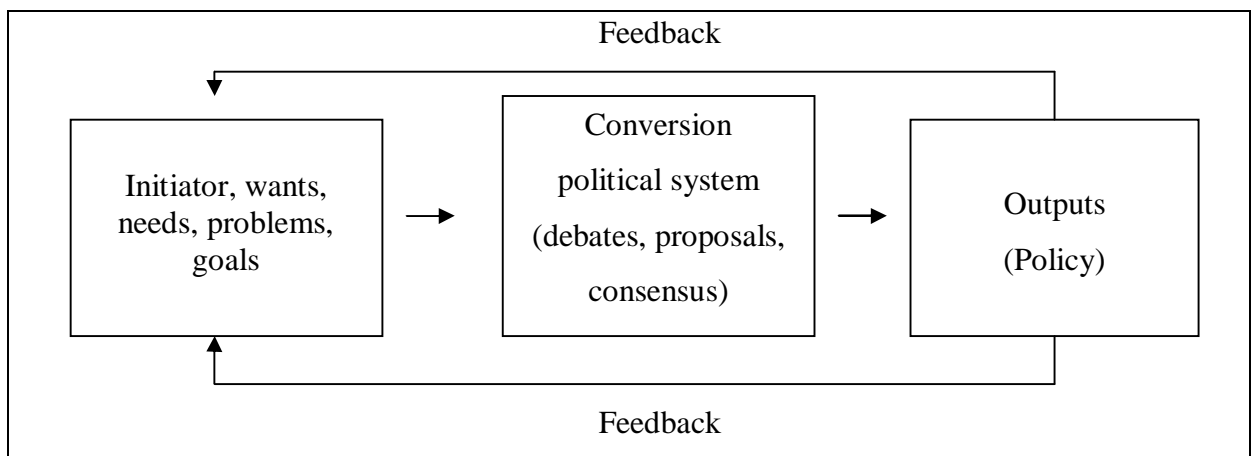 Feedback
Initiator, wants,
needs, problems,
goals
Conversion
political system
(debates, proposals,
consensus)
Outputs
(Policy)
Feedback